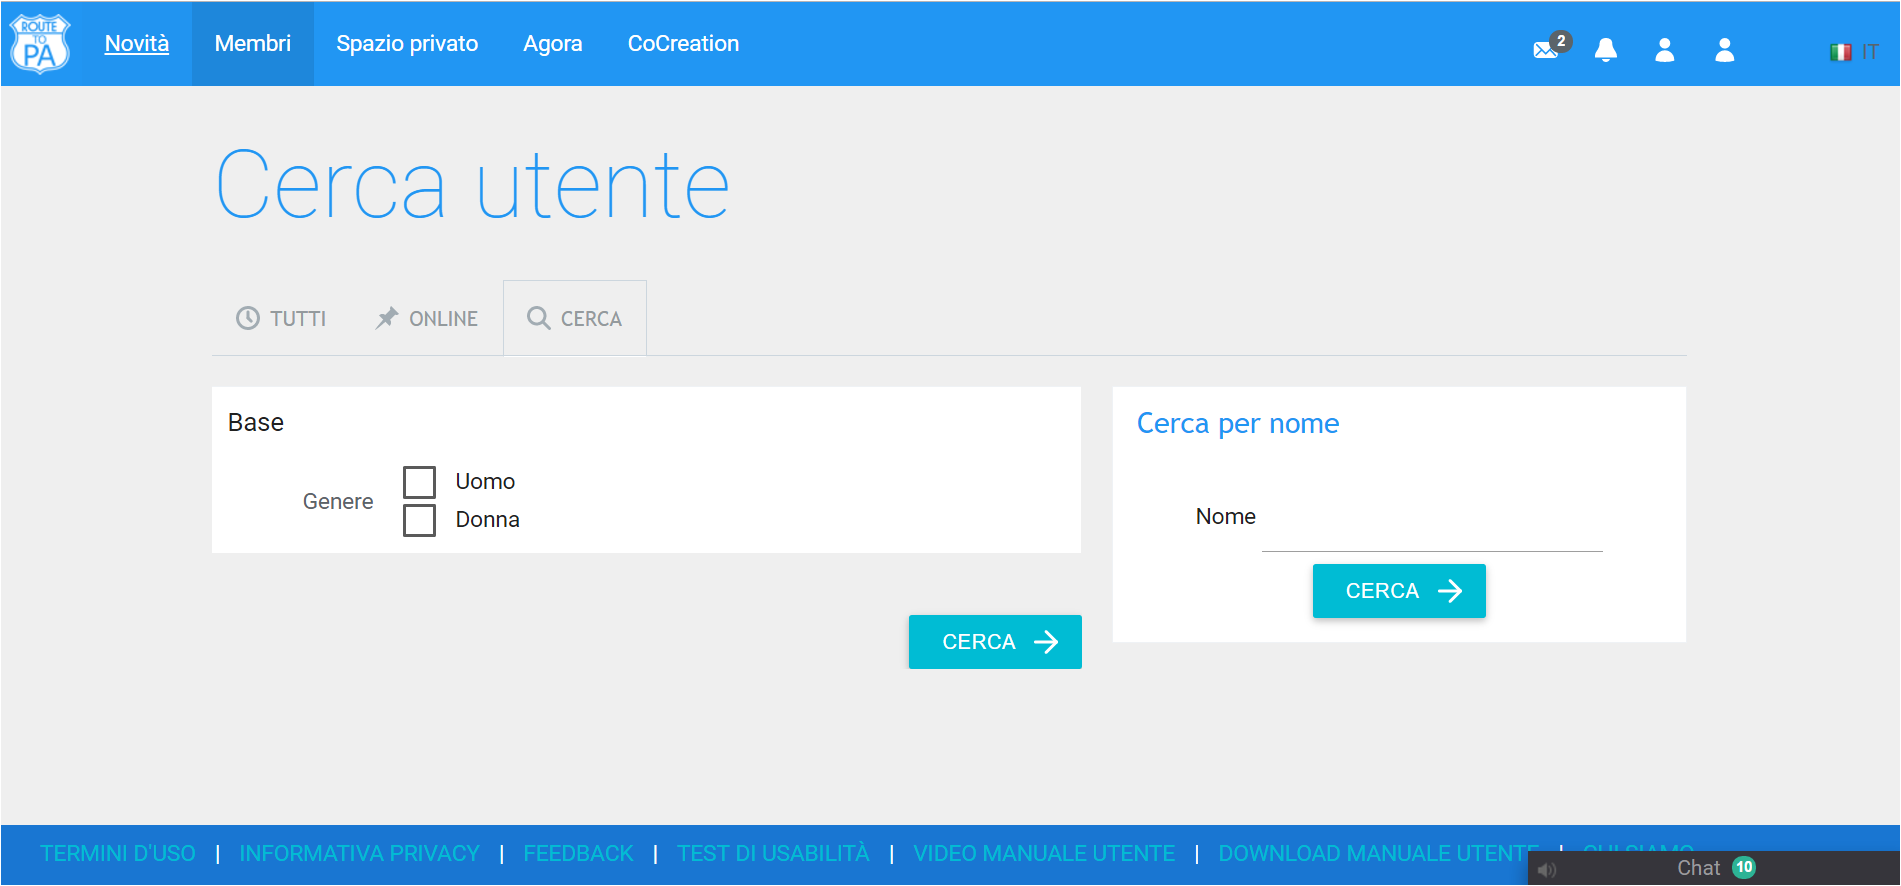 ROUTE
TO
PA
Novità Membri Spazio privato Agora CoCreation 2 IT
Cerca utente
TUTTI ONLINE CERCA
Base
Genere
Uomo
Donna
CERCA
Cerca per nome
Nome
CERCA
TERMINI D'USO | INFORMATIVA PRIVACY | FEEDBACK | TEST DI USABILITÀ | VIDEO MANUALE UTENTE | DOWNLOAD MANUALE UTENTE | CHI SIAMO
Chat 10